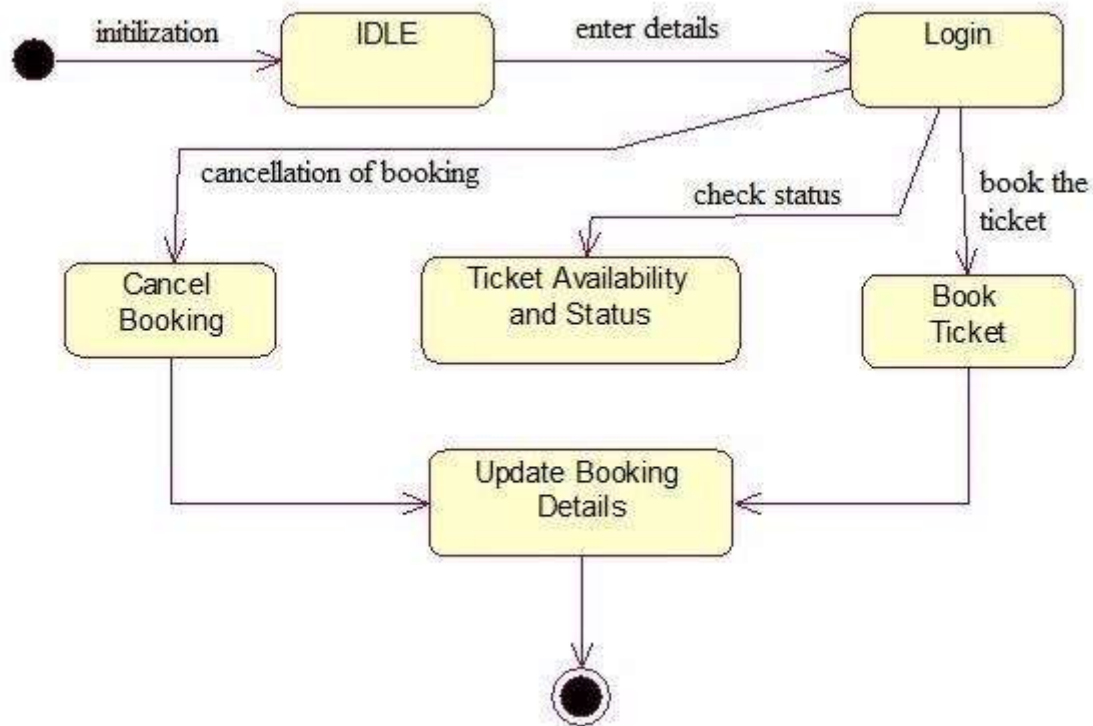 initilization
IDLE
enter details
Login
cancellation of booking
check status
book the
ticket
Cancel
Booking
Ticket Availability
and Status
Book
Ticket
Update Booking
Details